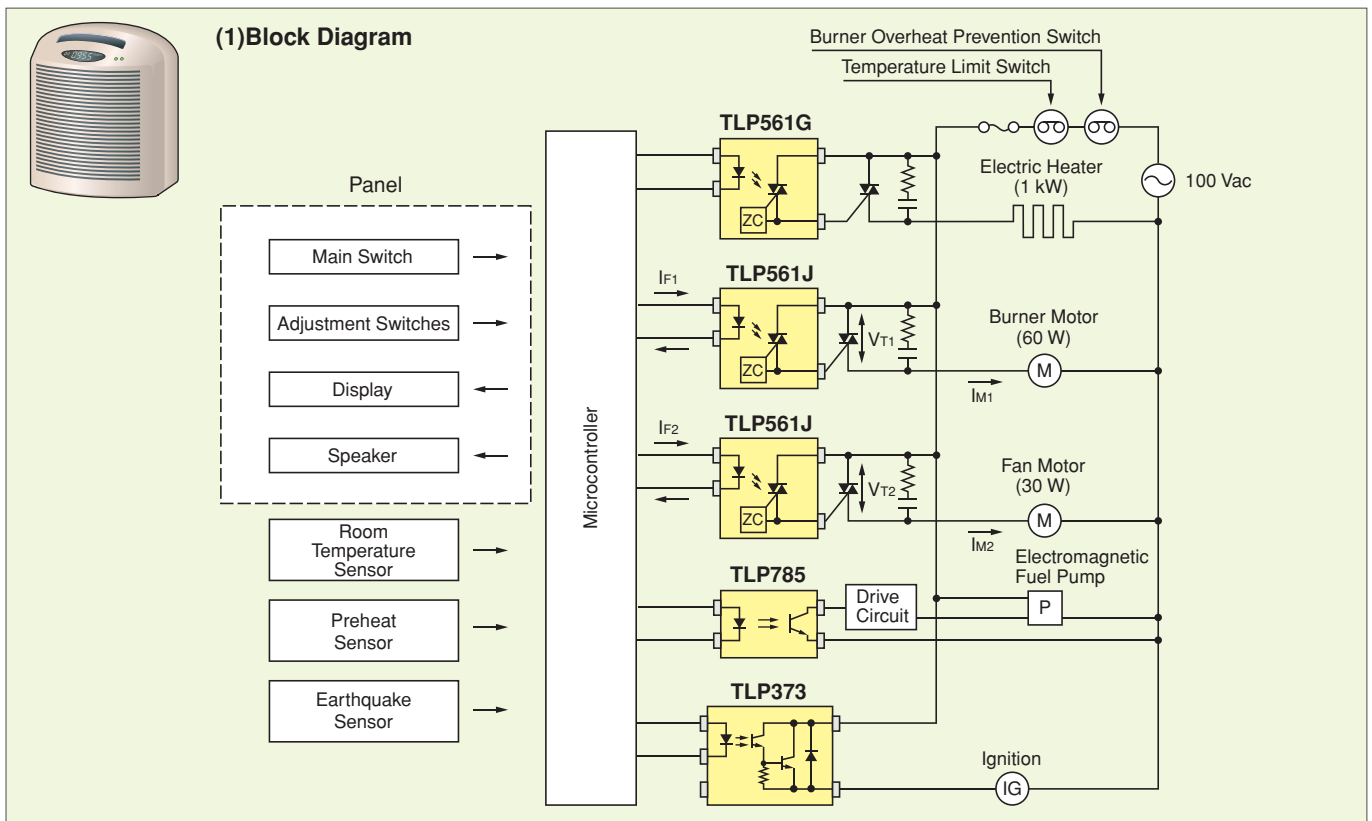 (1)Block Diagram
Burner Overheat Prevention Switch
Temperature Limit Switch
TLP561G
Electric Heater
(1 kW)
100 Vac
ZC
Panel
Main Switch
Adjustment Switches
Display
Speaker
Room
Temperature
Sensor
Preheat
Sensor
Earthquake
Sensor
Microcontroller
TLP561J
IF1
ZC
VT1
Burner Motor
(60 W)
M
IM1
TLP561J
IF2
ZC
VT2
Fan Motor
(30 W)
M
IM2
TLP785
Drive
Circuit
Electromagnetic
Fuel Pump
P
TLP373
Ignition
IG